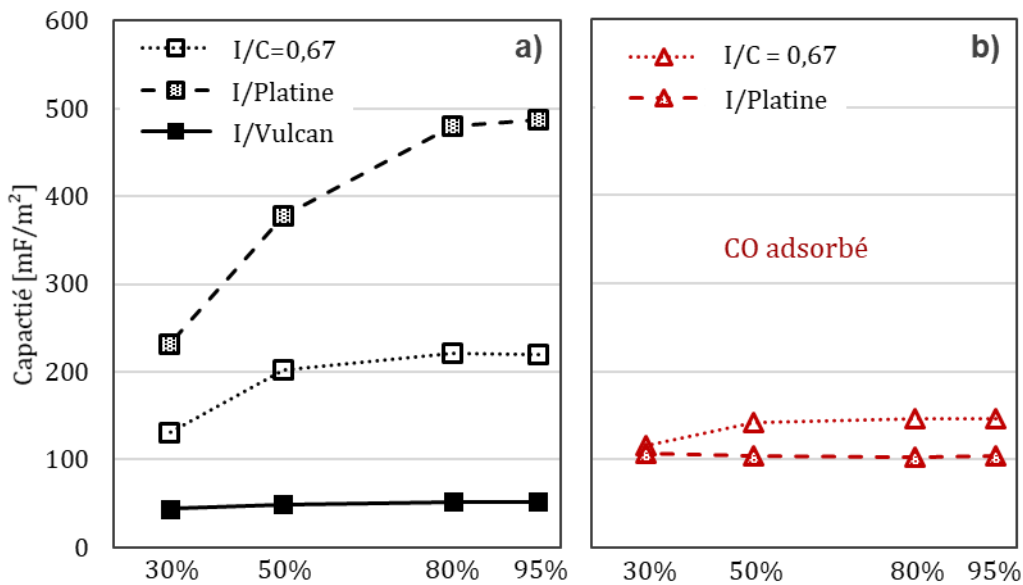 600
500
400
300
200
100
0
Capactié [mF/m²]
I/C=0,67
I/Platine
I/Vulcan
a)
30% 50% 80% 95%
I/C = 0,67
I/Platine
b)
CO adsorbé
30% 50% 80% 95%